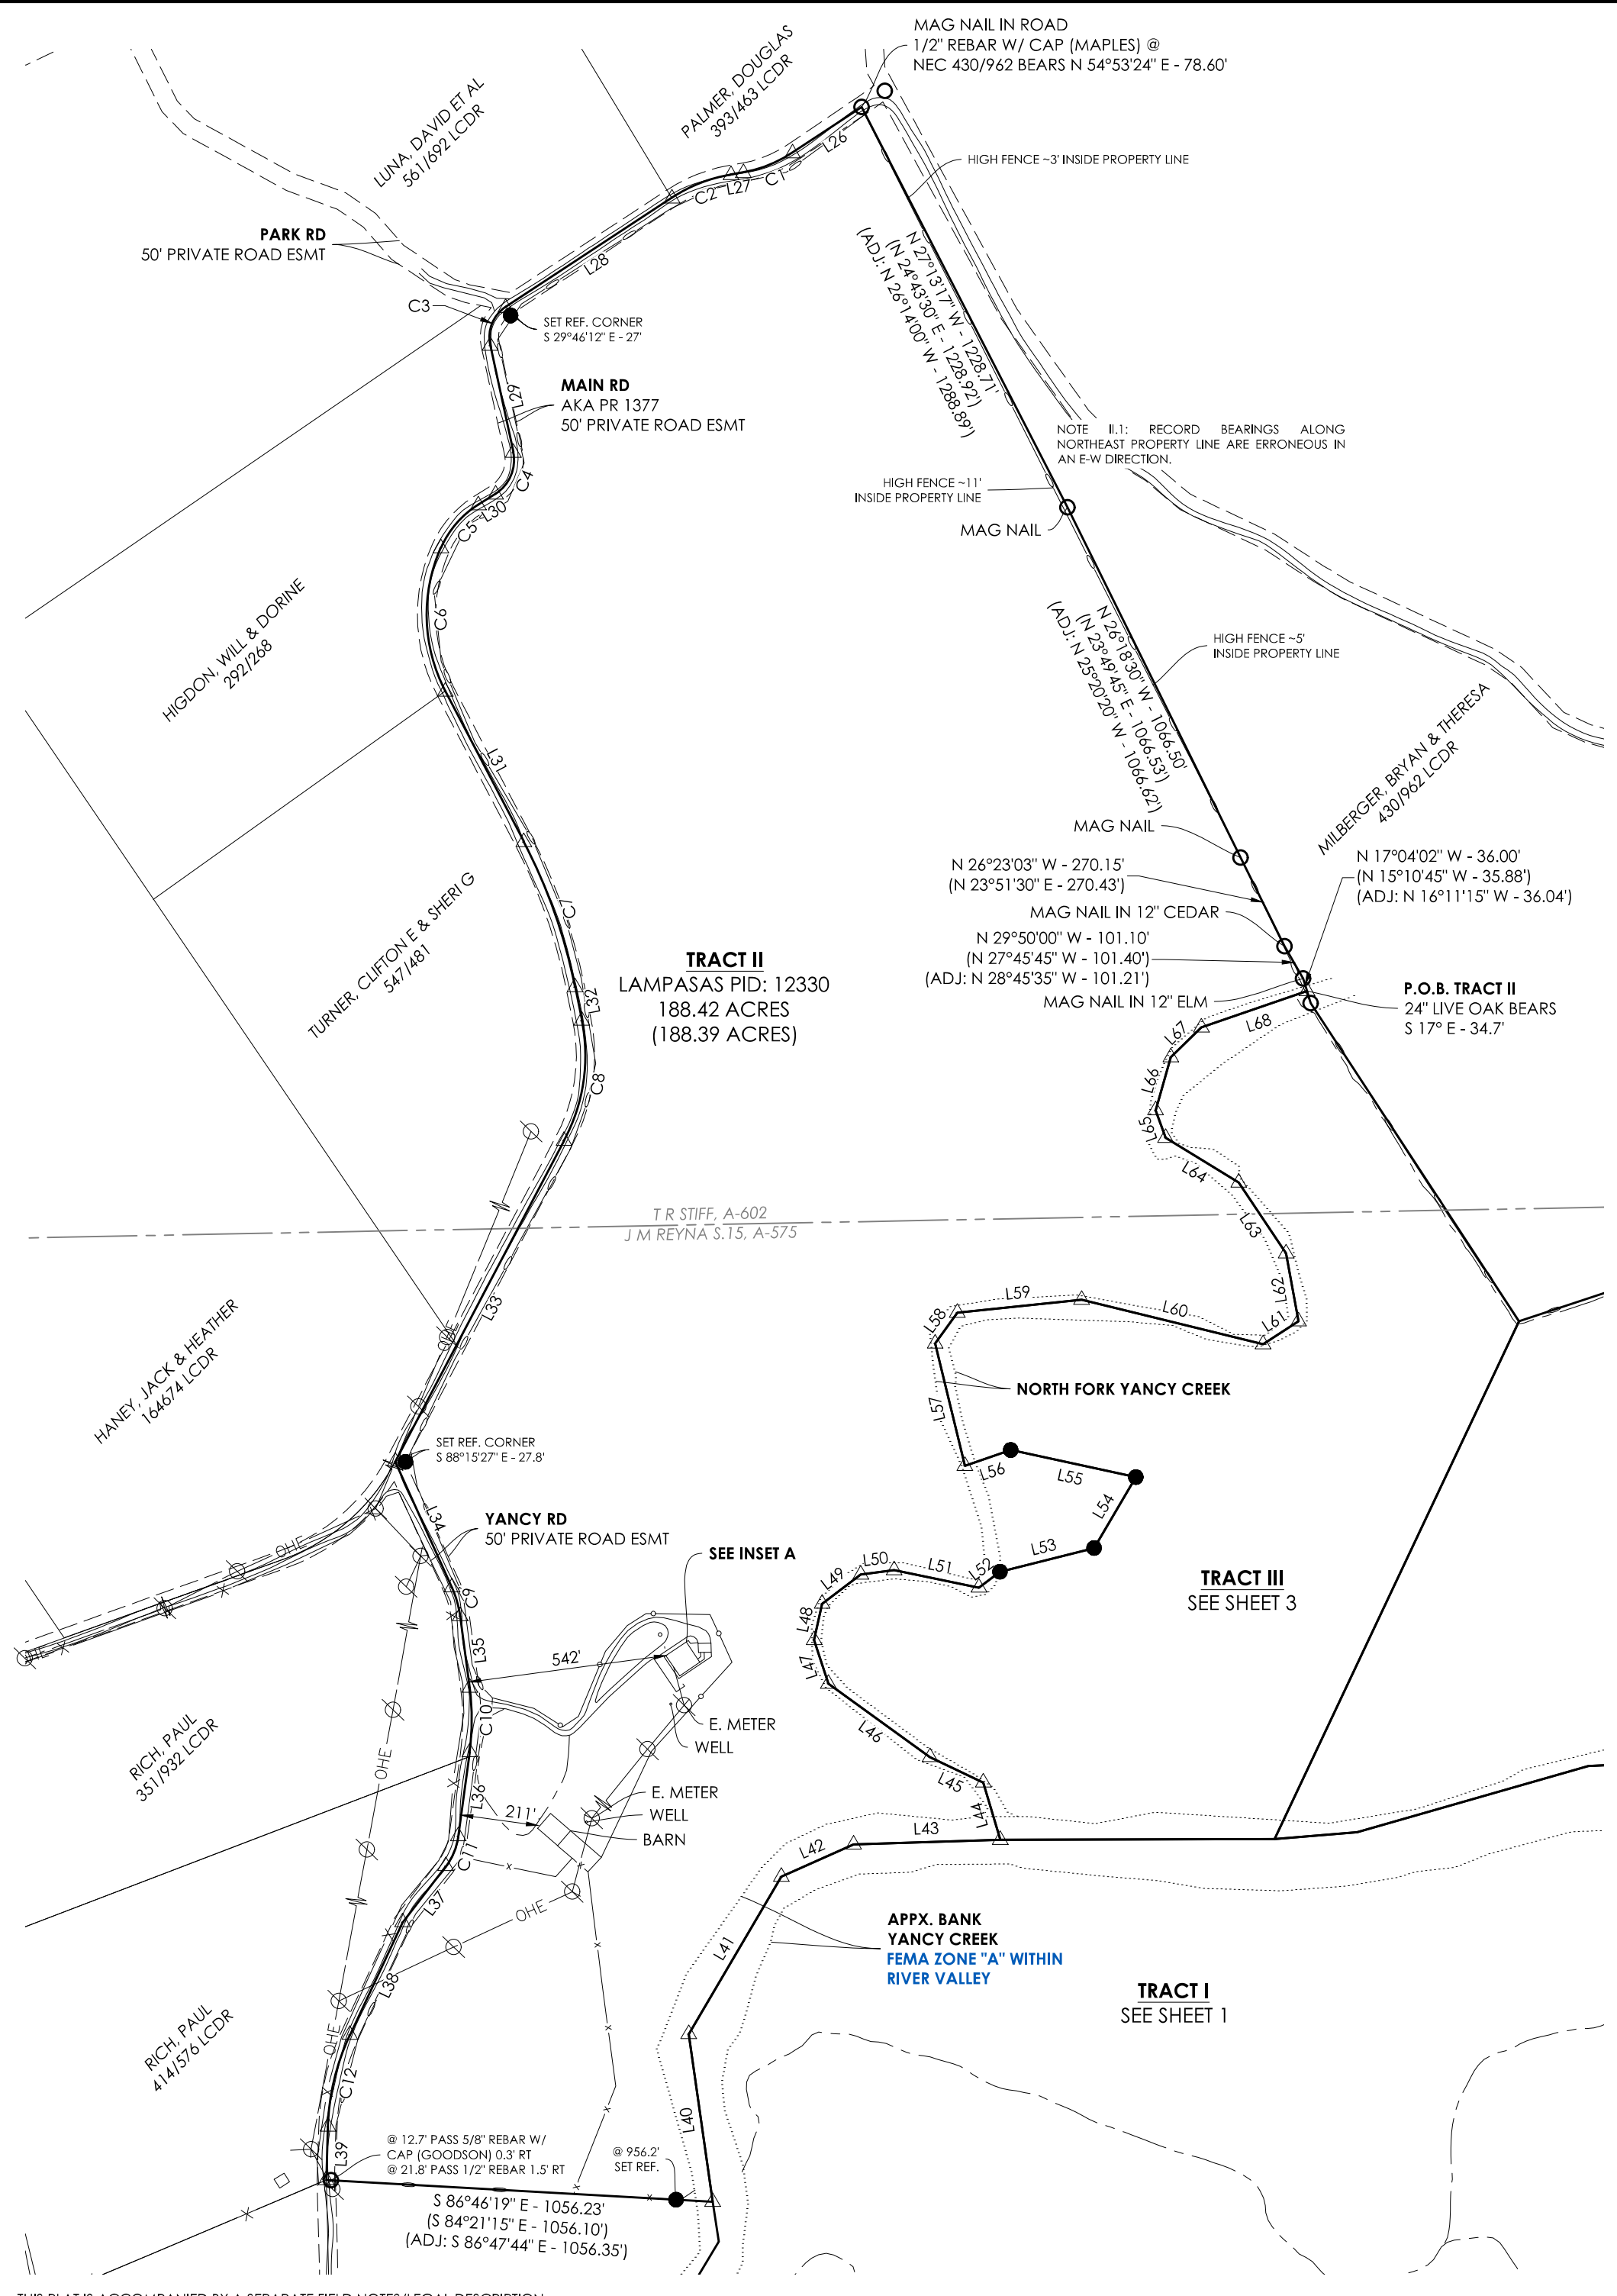 MAG NAIL IN ROAD
1/2" REBAR W/ CAP (MAPLES) @
NEC 430/962 BEARS N 54°53'24" E - 78.60'
PALMER, DOUGLAS
393/463 LCDR
LUNA, DAVID ET AL
561/692 LCDR
L26
C1
L27
C2
HIGH FENCE ~3' INSIDE PROPERTY LINE
PARK RD
50' PRIVATE ROAD ESMT
L28
C3
SET REF. CORNER
S 29°46'12" E - 27'
N 27°13'17" W - 1228.71'
(N 24°43'30" E - 1228.92')
(ADJ: N 26°14'00" W - 1288.89')
MAIN RD
AKA PR 1377
50' PRIVATE ROAD ESMT
L29
NOTE II.1: RECORD BEARINGS ALONG
NORTHEAST PROPERTY LINE ARE ERRONEOUS IN
AN E-W DIRECTION.
C4
L30
C5
HIGH FENCE ~11'
INSIDE PROPERTY LINE
MAG NAIL
C6
HIGDON, WILL & DORINE
292/268
N 26°18'30" W - 1066.50'
(N 23°49'45" E - 1066.53')
(ADJ: N 25°20'20" W - 1066.62')
HIGH FENCE ~5'
INSIDE PROPERTY LINE
L31
MILBERGER, BRYAN & THERESA
430/962 LCDR
MAG NAIL
N 26°23'03" W - 270.15'
(N 23°51'30" E - 270.43')
N 17°04'02" W - 36.00'
(N 15°10'45" W - 35.88')
(ADJ: N 16°11'15" W - 36.04')
MAG NAIL IN 12" CEDAR
C7
TURNER, CLIFTON E & SHERI G
547/481
TRACT II
LAMPASAS PID: 12330
188.42 ACRES
(188.39 ACRES)
N 29°50'00" W - 101.10'
(N 27°45'45" W - 101.40')
(ADJ: N 28°45'35" W - 101.21')
MAG NAIL IN 12" ELM
P.O.B. TRACT II
24" LIVE OAK BEARS
S 17° E - 34.7'
L32
L68
L67
L66
L65
C8
L64
T R STIFF, A-602
J M REYNA S.15, A-575
L63
L62
L61
L60
L59
L58
L33
OHE
HANEY, JACK & HEATHER
164674 LCDR
NORTH FORK YANCY CREEK
L57
SET REF. CORNER
S 88°15'27" E - 27.8'
L56
L55
L54
L34
YANCY RD
50' PRIVATE ROAD ESMT
OHE
SEE INSET A
L53
L52
L51
L50
L49
L48
L47
C9
TRACT III
SEE SHEET 3
L35
542'
C10
E. METER
WELL
L46
L45
L44
RICH, PAUL
351/932 LCDR
OHE
L36
211'
E. METER
WELL
BARN
L43
L42
C11
L37
OHE
L41
APPX. BANK
YANCY CREEK
FEMA ZONE "A" WITHIN
RIVER VALLEY
L38
TRACT I
SEE SHEET 1
RICH, PAUL
414/576 LCDR
OHE
C12
L40
L39
@ 12.7' PASS 5/8" REBAR W/
CAP (GOODSON) 0.3' RT
@ 21.8' PASS 1/2" REBAR 1.5' RT
@ 956.2'
SET REF.
S 86°46'19" E - 1056.23'
(S 84°21'15" E - 1056.10')
(ADJ: S 86°47'44" E - 1056.35')
THIS PLAT IS ACCOMPANIED BY A SEPARATE FIELD NOTES/LEGAL DESCRIPTION